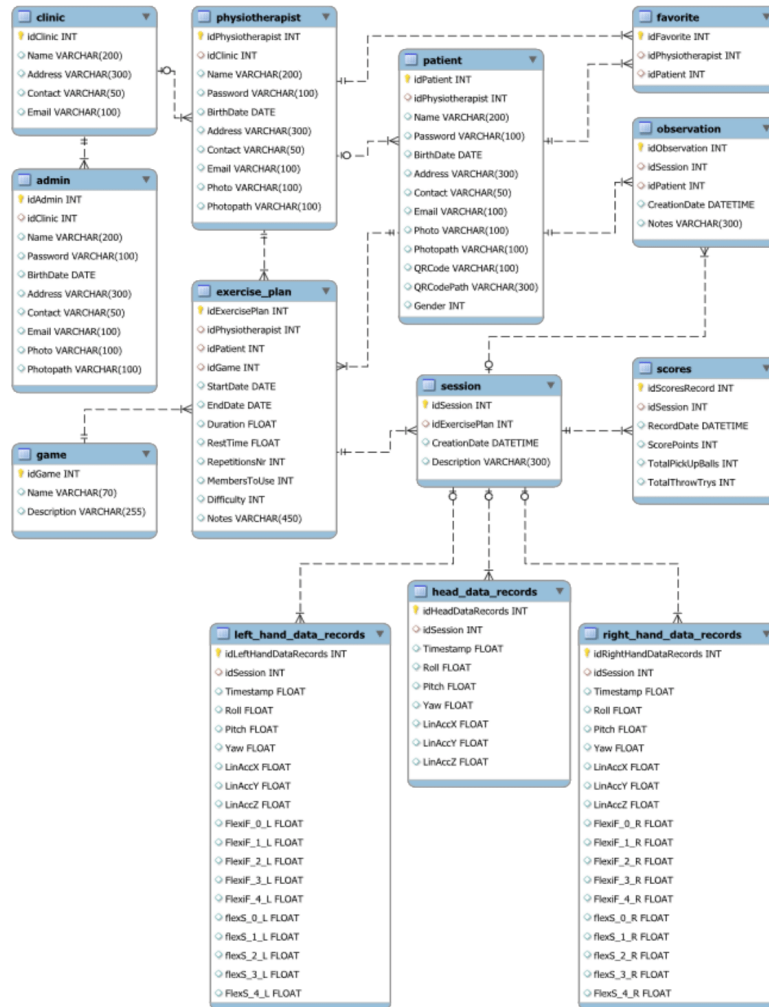 clinic
idClinic INT
Name VARCHAR(200)
Address VARCHAR(300)
Contact VARCHAR(50)
Email VARCHAR(100)
physiotherapist
idPhysiotherapist INT
idClinic INT
Name VARCHAR(200)
Password VARCHAR(100)
BirthDate DATE
Address VARCHAR(300)
Contact VARCHAR(50)
Email VARCHAR(100)
Photo VARCHAR(100)
Photopath VARCHAR(100)
patient
idPatient INT
idPhysiotherapist INT
Name VARCHAR(200)
Password VARCHAR(100)
BirthDate DATE
Address VARCHAR(300)
Contact VARCHAR(50)
Email VARCHAR(100)
Photo VARCHAR(100)
Photopath VARCHAR(100)
QRCode VARCHAR(100)
QRCodePath VARCHAR(300)
Gender INT
favorite
idFavorite INT
idPhysiotherapist INT
idPatient INT
observation
idObservation INT
idSession INT
idPatient INT
CreationDate DATETIME
Notes VARCHAR(300)
admin
idAdmin INT
idClinic INT
Name VARCHAR(200)
Password VARCHAR(100)
BirthDate DATE
Address VARCHAR(300)
Contact VARCHAR(50)
Email VARCHAR(100)
Photo VARCHAR(100)
Photopath VARCHAR(100)
exercise_plan
idExercisePlan INT
idPhysiotherapist INT
idPatient INT
idGame INT
StartDate DATE
EndDate DATE
Duration FLOAT
RestTime FLOAT
RepetitionsNr INT
MembersToUse INT
Difficulty INT
Notes VARCHAR(450)
session
idSession INT
idExercisePlan INT
CreationDate DATETIME
Description VARCHAR(300)
scores
idScoresRecord INT
idSession INT
RecordDate DATETIME
ScorePoints INT
TotalPickUpBalls INT
TotalThrowTrys INT
game
idGame INT
Name VARCHAR(70)
Description VARCHAR(255)
left_hand_data_records
idLeftHandDataRecords INT
idSession INT
Timestamp FLOAT
Roll FLOAT
Pitch FLOAT
Yaw FLOAT
LinAccX FLOAT
LinAccY FLOAT
LinAccZ FLOAT
FlexiF_0_L FLOAT
FlexiF_1_L FLOAT
FlexiF_2_L FLOAT
FlexiF_3_L FLOAT
FlexiF_4_L FLOAT
flexS_0_L FLOAT
flexS_1_L FLOAT
flexS_2_L FLOAT
flexS_3_L FLOAT
FlexS_4_L FLOAT
head_data_records
idHeadDataRecords INT
idSession INT
Timestamp FLOAT
Roll FLOAT
Pitch FLOAT
Yaw FLOAT
LinAccX FLOAT
LinAccY FLOAT
LinAccZ FLOAT
right_hand_data_records
idRightHandDataRecords INT
idSession INT
Timestamp FLOAT
Roll FLOAT
Pitch FLOAT
Yaw FLOAT
LinAccX FLOAT
LinAccY FLOAT
LinAccZ FLOAT
FlexiF_0_R FLOAT
FlexiF_1_R FLOAT
FlexiF_2_R FLOAT
FlexiF_3_R FLOAT
FlexiF_4_R FLOAT
flexS_0_R FLOAT
flexS_1_R FLOAT
flexS_2_R FLOAT
flexS_3_R FLOAT
FlexS_4_R FLOAT